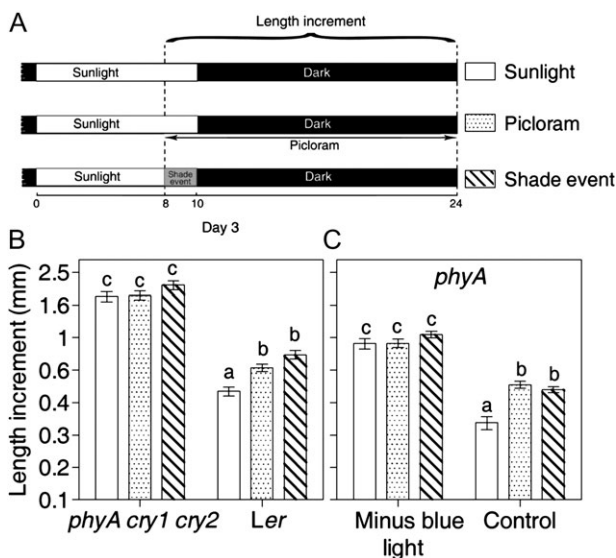 A
Length increment
Sunlight
Dark
Sunlight
Sunlight
Dark
Picloram
Picloram
Sunlight
Shade event
Dark
Shade event
0
8
10
24
Day 3
B
C
Length increment (mm)
2.5
1.6
1
0.6
0.4
0.3
0.2
0.1
c
c
c
a
b
b
phyA cry1 cry2
Ler
phyA
c
c
c
a
b
b
Minus blue
light
Control